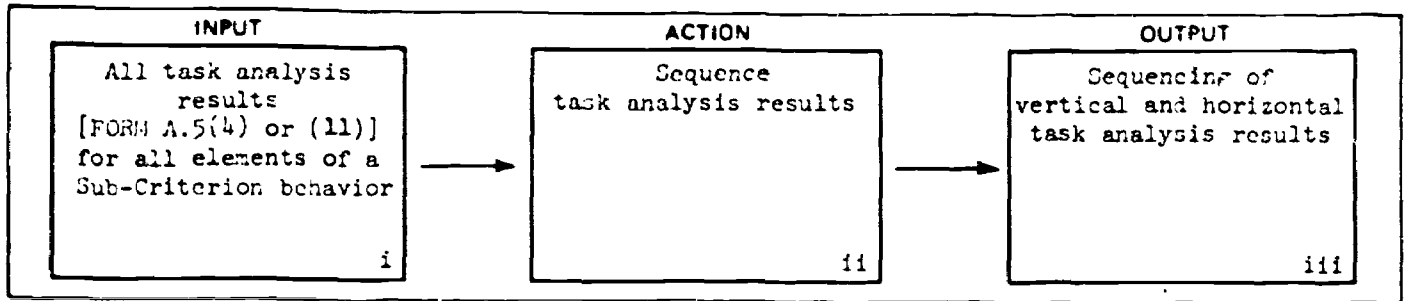 INPUT
All task analysis
results
[FORM A.5(4) or (11)]
for all elements of a
Sub-Criterion behavior
i
ACTION
Sequence
task analysis results
ii
OUTPUT
Sequencing of
vertical and horizontal
task analysis results
iii